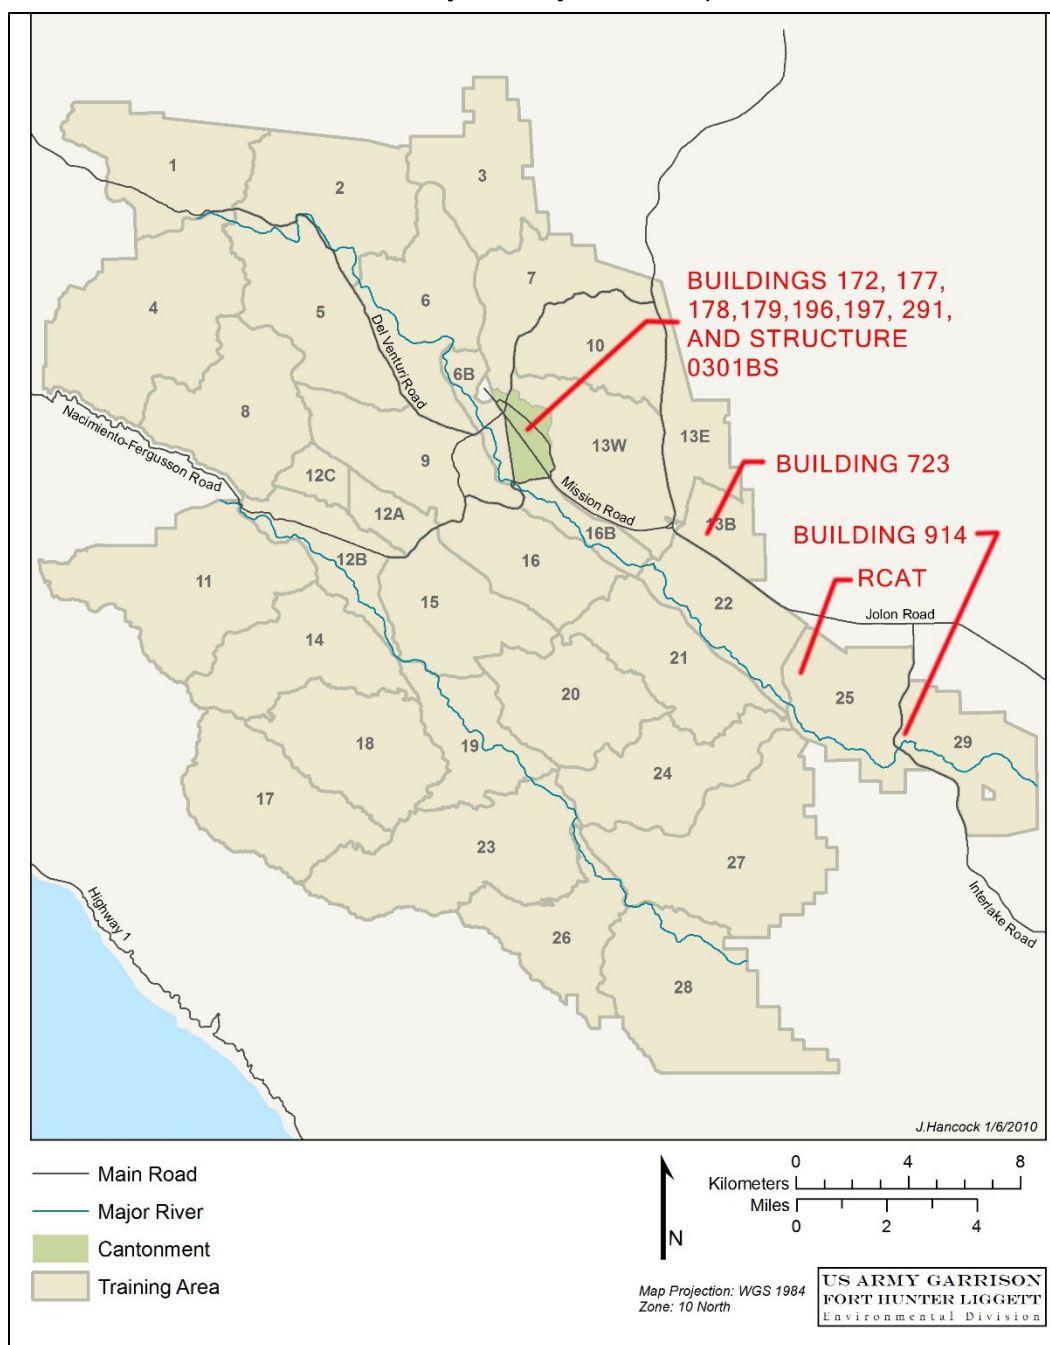 1
2
3
4
5
6
7
8
9
10
6B
13W
13E
12C
12A
12B
11
16B
13B
16
22
15
14
21
20
25
29
18
19
24
17
23
27
26
28
Del Venturi Road
Nacimiento-Fergusson Road
Mission Road
Jolon Road
Interlake Road
Highway 1
BUILDINGS 172, 177,
178,179,196,197, 291,
AND STRUCTURE
0301BS
BUILDING 723
BUILDING 914
RCAT
J.Hancock 1/6/2010
Main Road
Major River
Cantonment
Training Area
N
0 4 8
Kilometers
Miles
0 2 4
Map Projection: WGS 1984
Zone: 10 North
US ARMY GARRISON
FORT HUNTER LIGGETT
Environmental Division